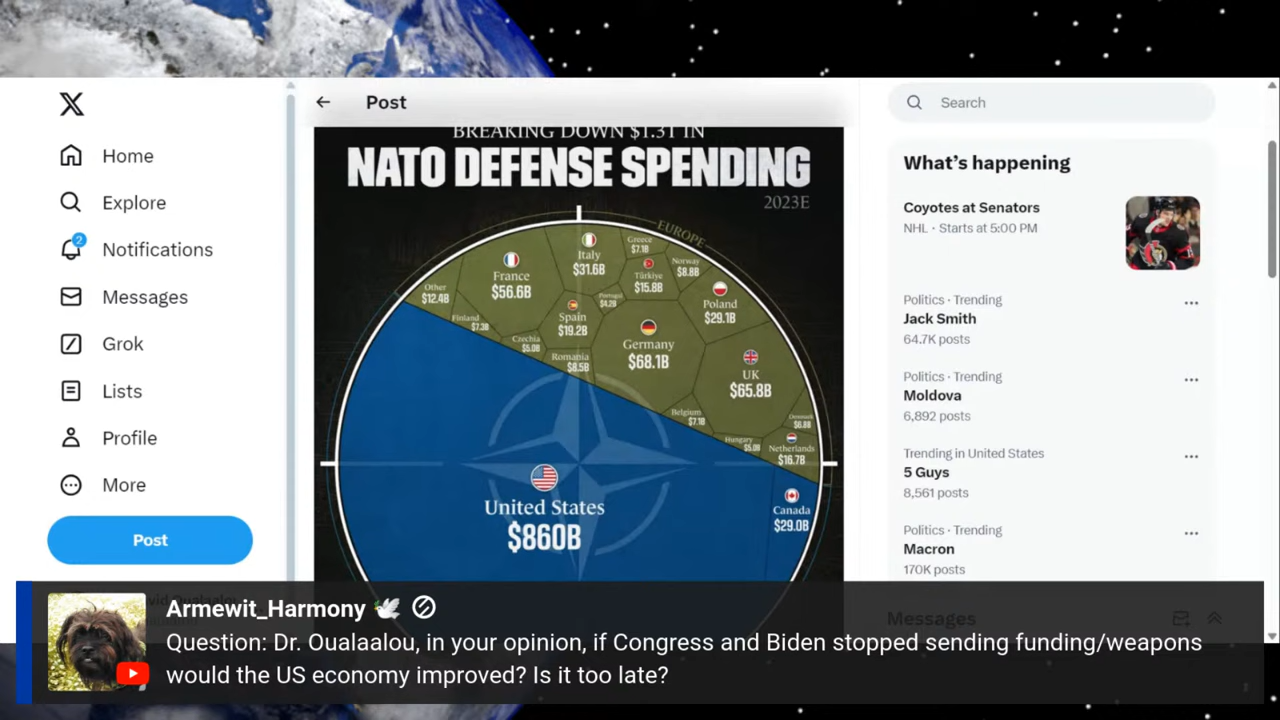 Home
Explore
2
Notifications
Messages
Grok
Lists
Profile
More
Post
Post
BREAKING DOWN $1.3T IN
NATO DEFENSE SPENDING
2023E
EUROPE
Other
$12.4B
France
$56.6B
Italy
$31.6B
Greece
$7.1B
Türkiye
$15.8B
Norway
$8.8B
Poland
$29.1B
Finland
$7.3B
Czechia
$5.0B
Spain
$19.2B
Portugal
$4.2B
Romania
$8.5B
Germany
$68.1B
UK
$65.8B
Belgium
$7.1B
Hungary
$5.0B
Denmark
$6.8B
Netherlands
$16.7B
United States
$860B
Canada
$29.0B
Search
What's happening
Coyotes at Senators
NHL · Starts at 5:00 PM
Politics · Trending
Jack Smith
64.7K posts
Politics · Trending
Moldova
6,892 posts
Trending in United States
5 Guys
8,561 posts
Politics · Trending
Macron
170K posts
Messages
Armewit_Harmony
Question: Dr. Oualaalou, in your opinion, if Congress and Biden stopped sending funding/weapons
would the US economy improved? Is it too late?